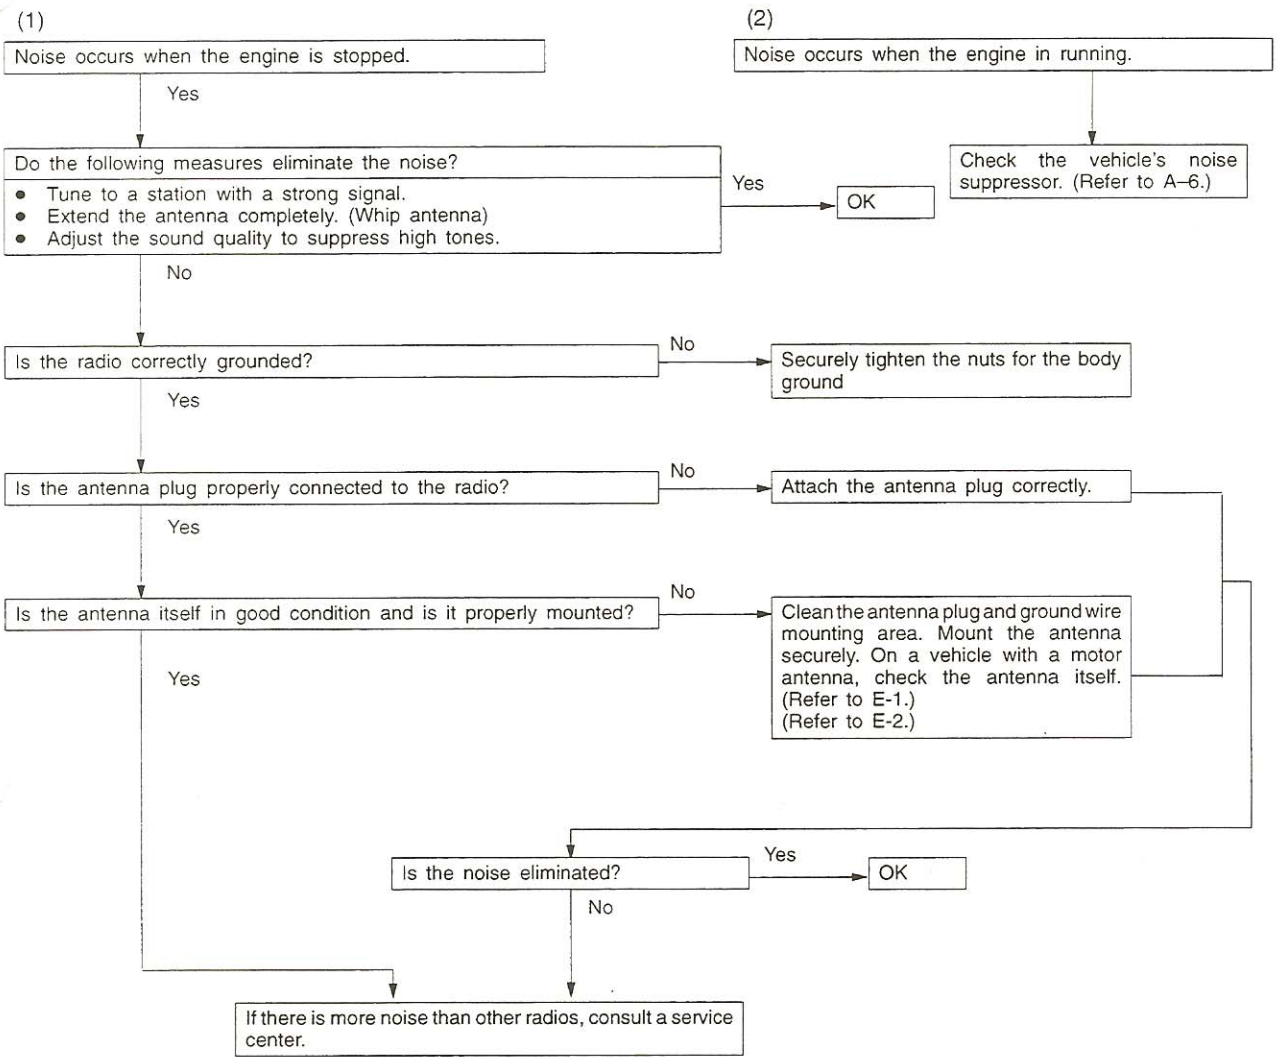 (1)
Noise occurs when the engine is stopped.
Yes
Do the following measures eliminate the noise?
● Tune to a station with a strong signal.
● Extend the antenna completely. (Whip antenna)
● Adjust the sound quality to suppress high tones.
Yes
OK
No
Is the radio correctly grounded?
No
Securely tighten the nuts for the body
ground
Yes
Is the antenna plug properly connected to the radio?
No
Attach the antenna plug correctly.
Yes
Is the antenna itself in good condition and is it properly mounted?
No
Clean the antenna plug and ground wire
mounting area. Mount the antenna
securely. On a vehicle with a motor
antenna, check the antenna itself.
(Refer to E-1.)
(Refer to E-2.)
Yes
Is the noise eliminated?
Yes
OK
No
If there is more noise than other radios, consult a service
center.
(2)
Noise occurs when the engine in running.
Check the vehicle's noise
suppressor. (Refer to A–6.)